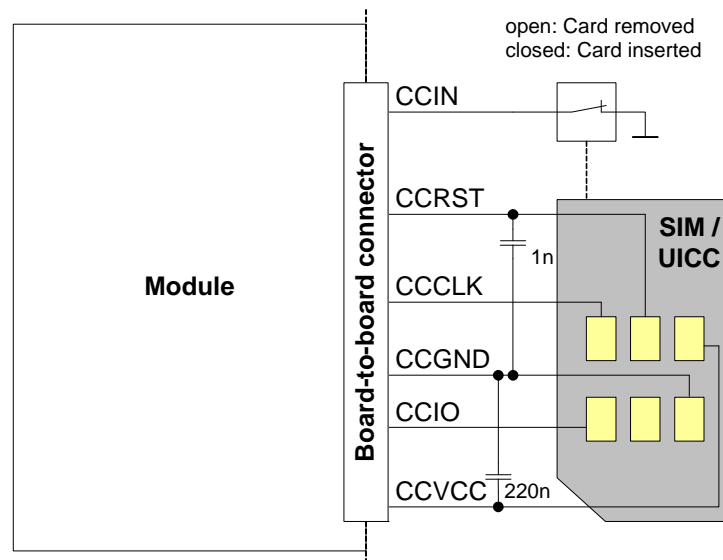 open: Card removed
closed: Card inserted
CCIN
CCRST
SIM /
UICC
1n
Module
Board-to-board connector
CCCLK
CCGND
CCIO
CCVCC
220n